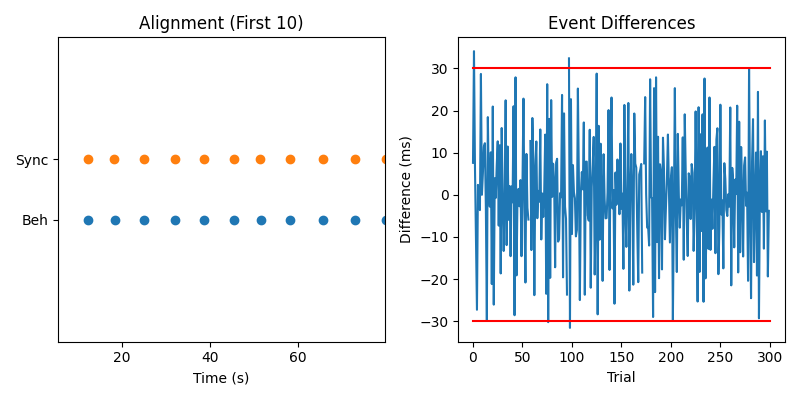 Alignment (First 10)
Sync
Beh
20
40
60
Time (s)
Event Differences
Difference (ms)
30
20
10
0
−10
−20
−30
0
50
100
150
200
250
300
Trial